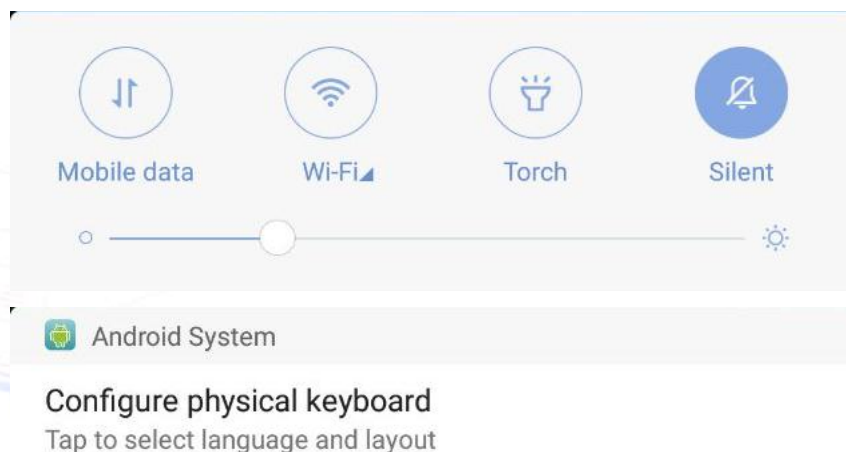 Mobile data Wi-Fi Torch Silent
Android System
Configure physical keyboard
Tap to select language and layout